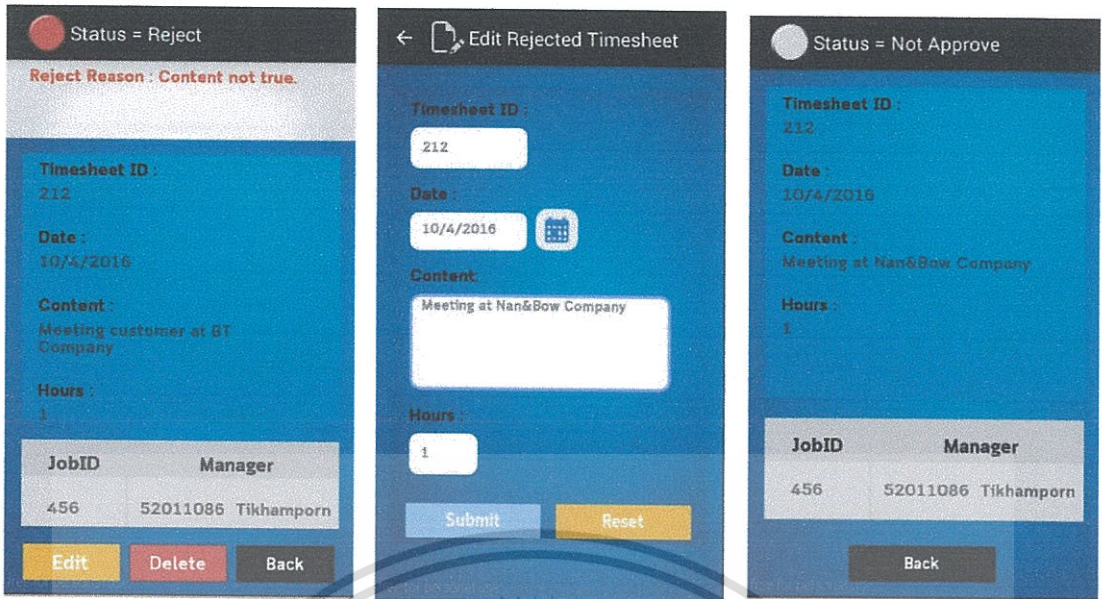 Status = Reject
Reject Reason : Content not true.
Timesheet ID :
212
Date :
10/4/2016
Content :
Meeting customer at BT
Company
Hours :
1
JobID Manager
456 52011086 Tikhamporn
Edit Delete Back
Edit Rejected Timesheet
Timesheet ID :
212
Date :
10/4/2016
Content:
Meeting at Nan&Bow Company
Hours :
1
Submit Reset
Status = Not Approve
Timesheet ID :
212
Date :
10/4/2016
Content :
Meeting at Nan&Bow Company
Hours :
1
JobID Manager
456 52011086 Tikhamporn
Back